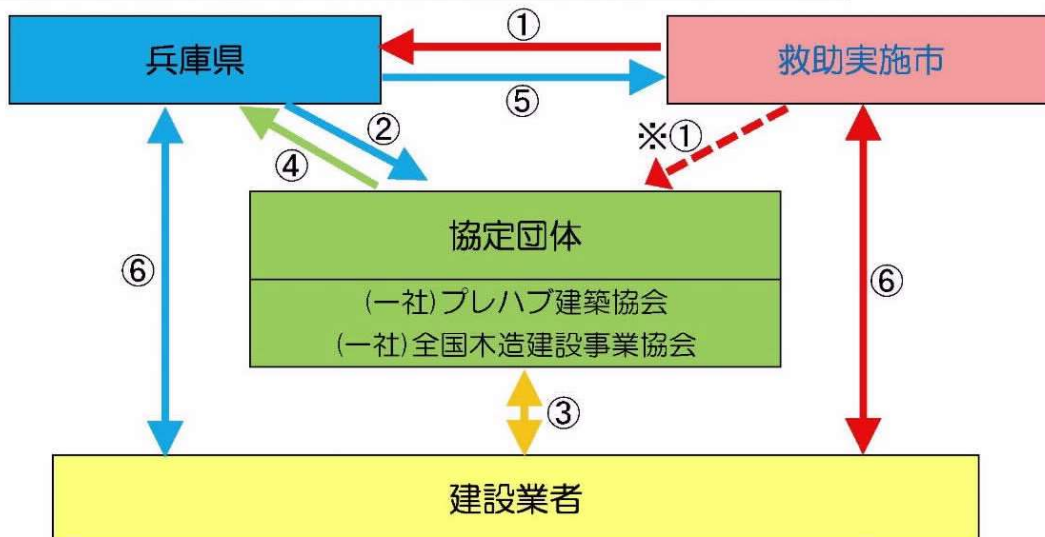 ①
兵庫県
救助実施市
⑤
②
※①
④
協定団体
⑥
(一社)プレハブ建築協会
⑥
(一社)全国木造建設事業協会
③
建設業者